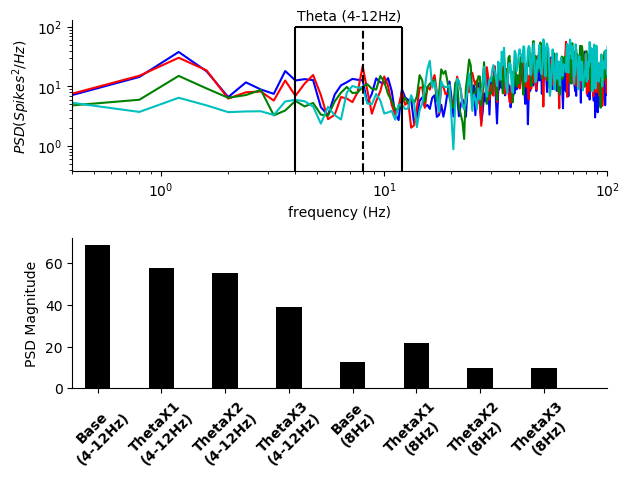 Theta (4-12Hz)
PSD(Spikes²/Hz)
10²
10¹
10⁰
10⁰
10¹
10²
frequency (Hz)
PSD Magnitude
60
40
20
0
Base
(4-12Hz)
ThetaX1
(4-12Hz)
ThetaX2
(4-12Hz)
ThetaX3
(4-12Hz)
Base
(8Hz)
ThetaX1
(8Hz)
ThetaX2
(8Hz)
ThetaX3
(8Hz)